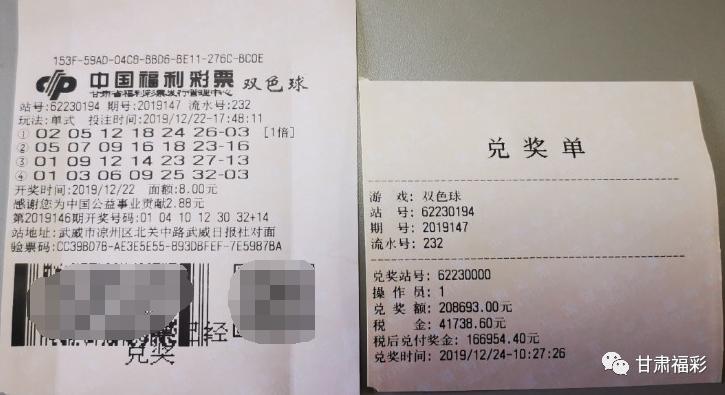 153F-59AD-04C8-BBD6-BE11-276C-BC0E
中国福利彩票 双色球
甘肃省福利彩票发行管理中心
站号:62230194 期号:2019147 流水号:232
玩法:单式 投注时间:2019/12/22-17:48:11
① 02 05 12 18 24 26-03 [1倍]
② 05 07 09 16 18 23-16
③ 01 09 12 14 23 27-13
④ 01 03 06 09 25 32-03
开奖时间:2019/12/22 面额:8.00元
感谢您为中国公益事业贡献2.88元
第2019146期开奖号码:01 04 10 12 30 32+14
站地址:武威市凉州区北关中路武威日报社对面
验票码:CC39BD7B-AE3E5E55-893DBFEF-7E5987BA
已经
兑奖
兑奖单
游 戏:双色球
站 号:62230194
期 号:2019147
流水号:232
兑奖站号:62230000
操作员:1
兑奖额:208693.00元
税 金:41738.60元
税后兑付奖金:166954.40元
兑奖时间:2019/12/24-10:27:26
甘肃福彩